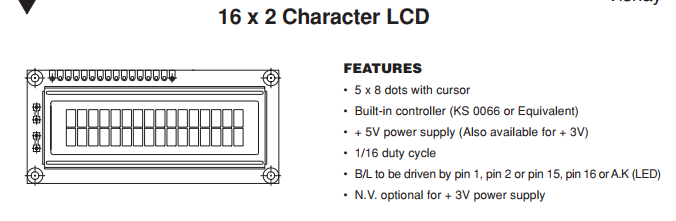 16 x 2 Character LCD
FEATURES
• 5 x 8 dots with cursor
• Built-in controller (KS 0066 or Equivalent)
• + 5V power supply (Also available for + 3V)
• 1/16 duty cycle
• B/L to be driven by pin 1, pin 2 or pin 15, pin 16 or A.K (LED)
• N.V. optional for + 3V power supply